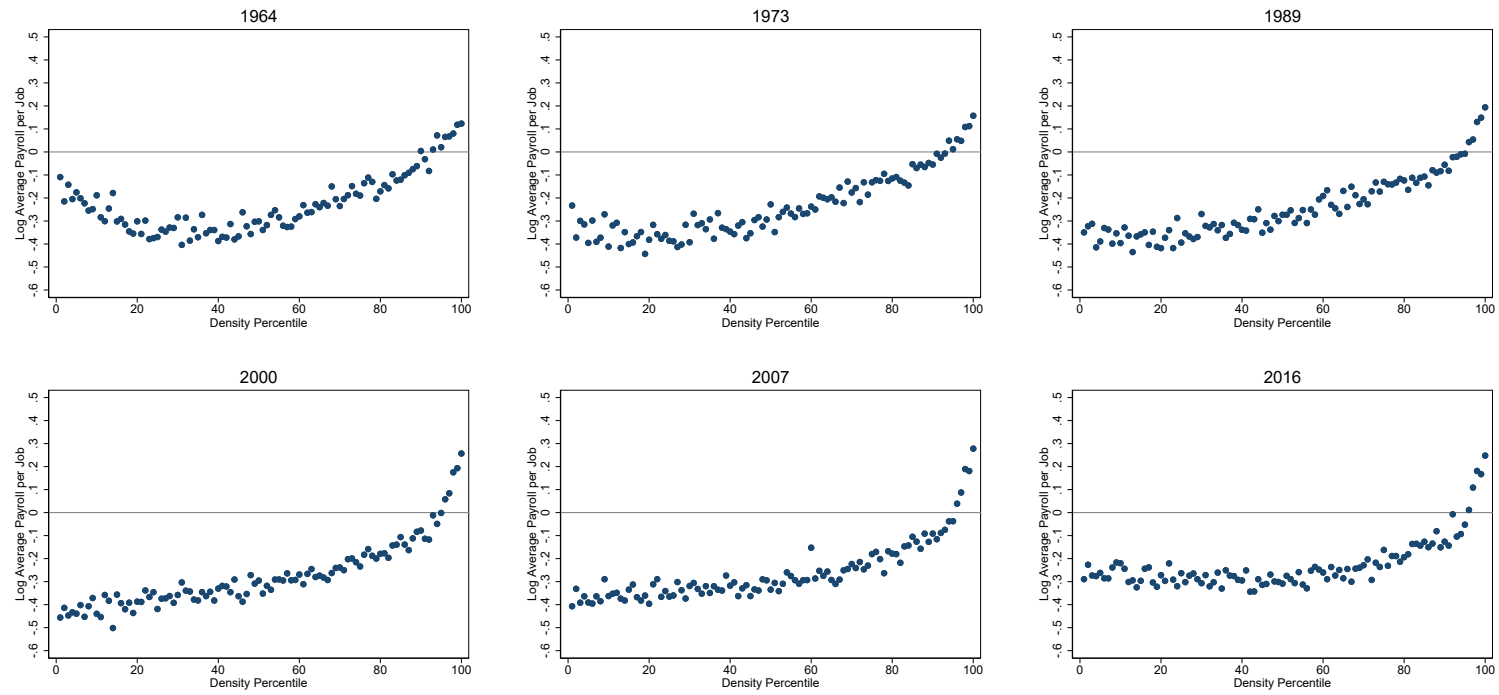 1964
Log Average Payroll per Job
-.6 -.5 -.4 -.3 -.2 -.1 0 .1 .2 .3 .4 .5
0 20 40 60 80 100
Density Percentile
1973
Log Average Payroll per Job
-.6 -.5 -.4 -.3 -.2 -.1 0 .1 .2 .3 .4 .5
0 20 40 60 80 100
Density Percentile
1989
Log Average Payroll per Job
-.6 -.5 -.4 -.3 -.2 -.1 0 .1 .2 .3 .4 .5
0 20 40 60 80 100
Density Percentile
2000
Log Average Payroll per Job
-.6 -.5 -.4 -.3 -.2 -.1 0 .1 .2 .3 .4 .5
0 20 40 60 80 100
Density Percentile
2007
Log Average Payroll per Job
-.6 -.5 -.4 -.3 -.2 -.1 0 .1 .2 .3 .4 .5
0 20 40 60 80 100
Density Percentile
2016
Log Average Payroll per Job
-.6 -.5 -.4 -.3 -.2 -.1 0 .1 .2 .3 .4 .5
0 20 40 60 80 100
Density Percentile